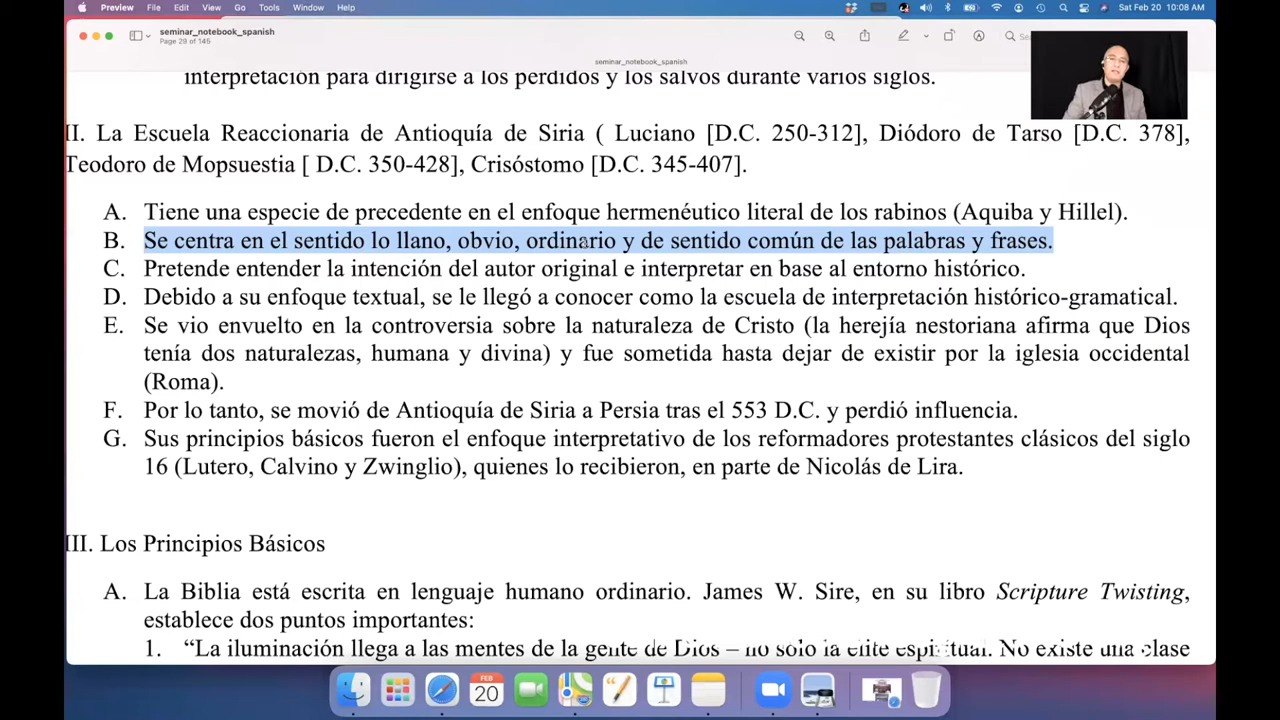 Preview File Edit View Go Tools Window Help Sat Feb 20 10:08 AM
seminar_notebook_spanish
Page 29 of 145
seminar_notebook_spanish
interpretación para dirigirse a los perdidos y los salvos durante varios siglos.
II. La Escuela Reaccionaria de Antioquía de Siria ( Luciano [D.C. 250-312], Diódoro de Tarso [D.C. 378],
Teodoro de Mopsuestia [ D.C. 350-428], Crisóstomo [D.C. 345-407].
A. Tiene una especie de precedente en el enfoque hermenéutico literal de los rabinos (Aquiba y Hillel).
B. Se centra en el sentido lo llano, obvio, ordinario y de sentido común de las palabras y frases.
C. Pretende entender la intención del autor original e interpretar en base al entorno histórico.
D. Debido a su enfoque textual, se le llegó a conocer como la escuela de interpretación histórico-gramatical.
E. Se vio envuelto en la controversia sobre la naturaleza de Cristo (la herejía nestoriana afirma que Dios
tenía dos naturalezas, humana y divina) y fue sometida hasta dejar de existir por la iglesia occidental
(Roma).
F. Por lo tanto, se movió de Antioquía de Siria a Persia tras el 553 D.C. y perdió influencia.
G. Sus principios básicos fueron el enfoque interpretativo de los reformadores protestantes clásicos del siglo
16 (Lutero, Calvino y Zwinglio), quienes lo recibieron, en parte de Nicolás de Lira.
III. Los Principios Básicos
A. La Biblia está escrita en lenguaje humano ordinario. James W. Sire, en su libro Scripture Twisting,
establece dos puntos importantes:
1. “La iluminación llega a las mentes de la gente de Dios – no solo la elite espiritual. No existe una clase
FEB
20